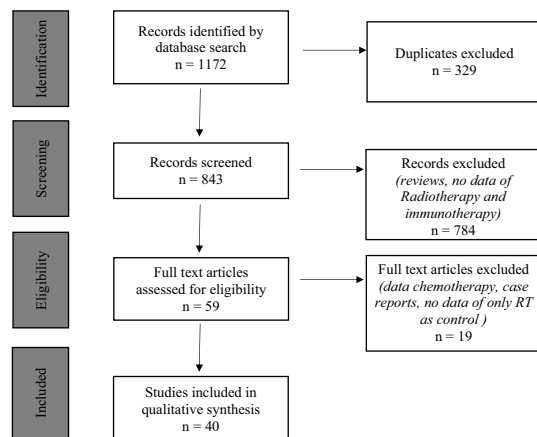 Identification
Records identified by
database search
n = 1172
Duplicates excluded
n = 329
Screening
Records screened
n = 843
Records excluded
(reviews, no data of
Radiotherapy and
immunotherapy)
n = 784
Eligibility
Full text articles
assessed for eligibility
n = 59
Full text articles excluded
(data chemotherapy, case
reports, no data of only RT
as control )
n = 19
Included
Studies included in
qualitative synthesis
n = 40